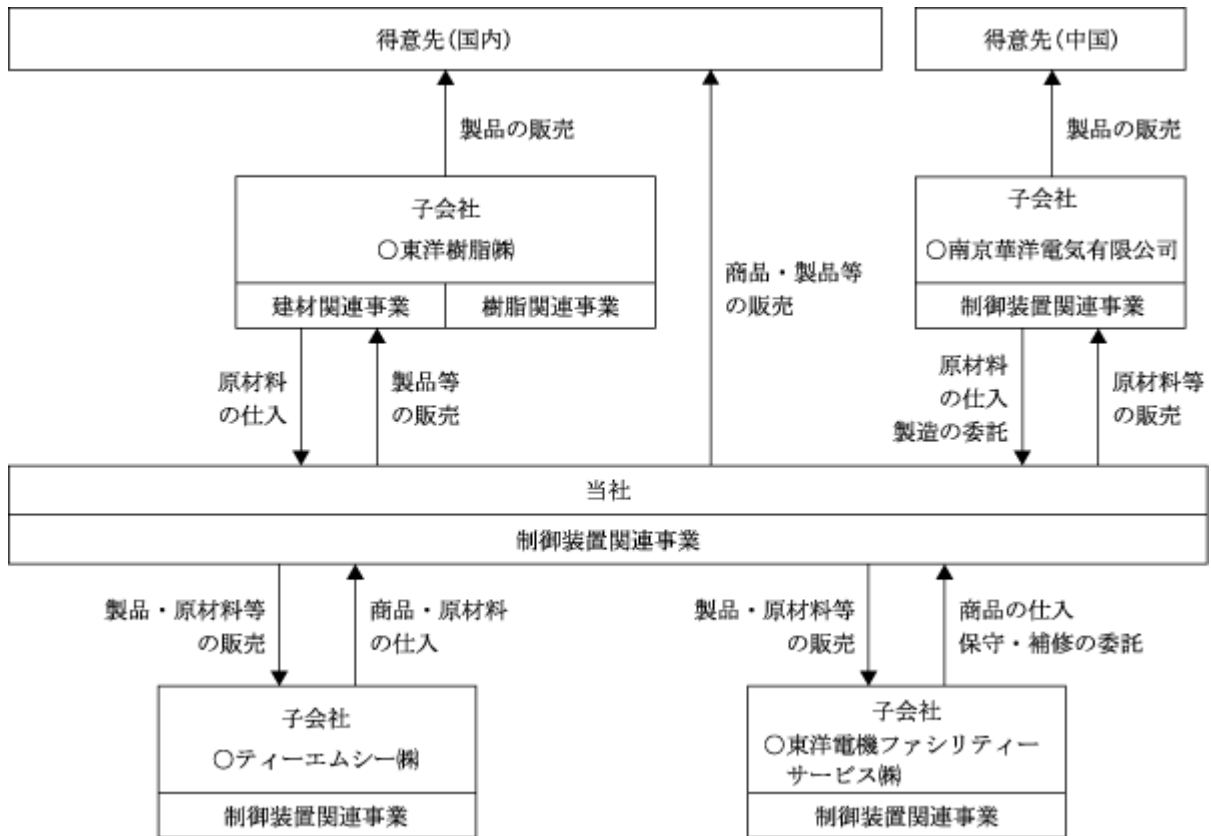 得意先(国内)
得意先(中国)
製品の販売
製品の販売
子会社
○東洋樹脂㈱
建材関連事業
樹脂関連事業
商品・製品等
の販売
子会社
○南京華洋電気有限公司
制御装置関連事業
原材料
の仕入
製品等
の販売
原材料
の仕入
製造の委託
原材料等
の販売
当社
制御装置関連事業
製品・原材料等
の販売
商品・原材料
の仕入
製品・原材料等
の販売
商品の仕入
保守・補修の委託
子会社
○ティーエムシー㈱
制御装置関連事業
子会社
○東洋電機ファシリティー
サービス㈱
制御装置関連事業